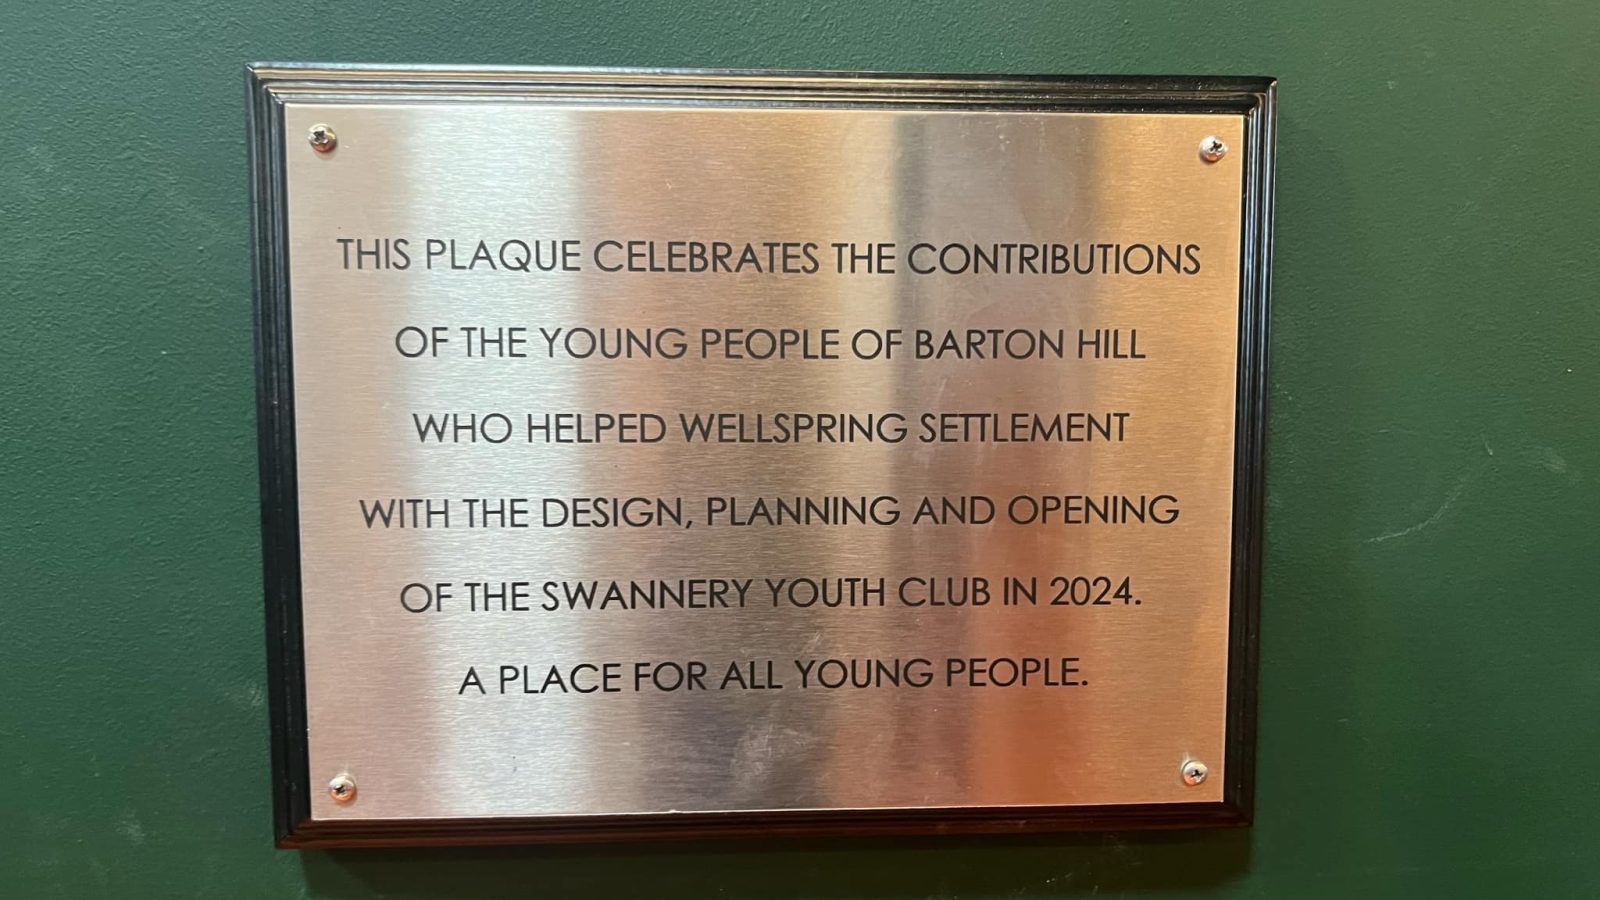 THIS PLAQUE CELEBRATES THE CONTRIBUTIONS
OF THE YOUNG PEOPLE OF BARTON HILL
WHO HELPED WELLSPRING SETTLEMENT
WITH THE DESIGN, PLANNING AND OPENING
OF THE SWANNERY YOUTH CLUB IN 2024.
A PLACE FOR ALL YOUNG PEOPLE.